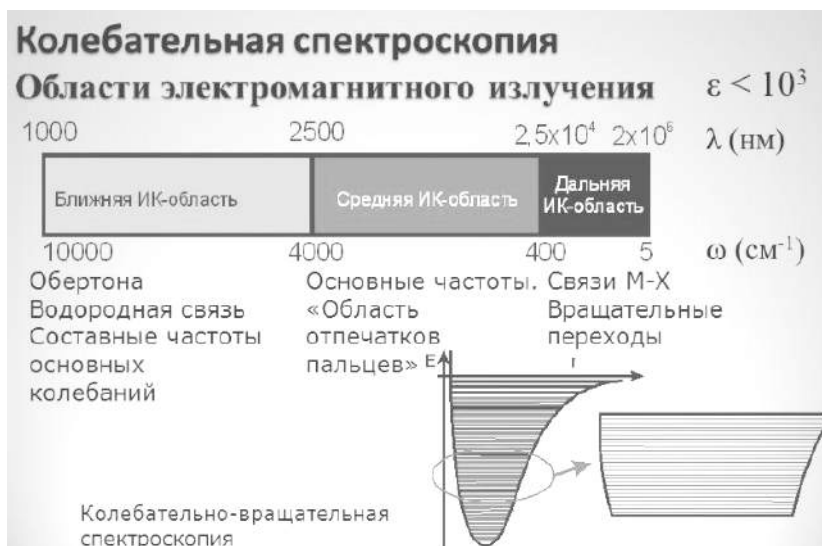 Колебательная спектроскопия
Области электромагнитного излучения ε < 10³
1000 2500 2,5x10⁴ 2x10⁶ λ (нм)
Ближняя ИК-область
Средняя ИК-область
Дальняя
ИК-область
10000 4000 400 5 ω (см⁻¹)
Обертона
Водородная связь
Составные частоты
основных
колебаний
Основные частоты.
«Область
отпечатков
пальцев»
Связи М-Х
Вращательные
переходы
E
r
Колебательно-вращательная
спектроскопия